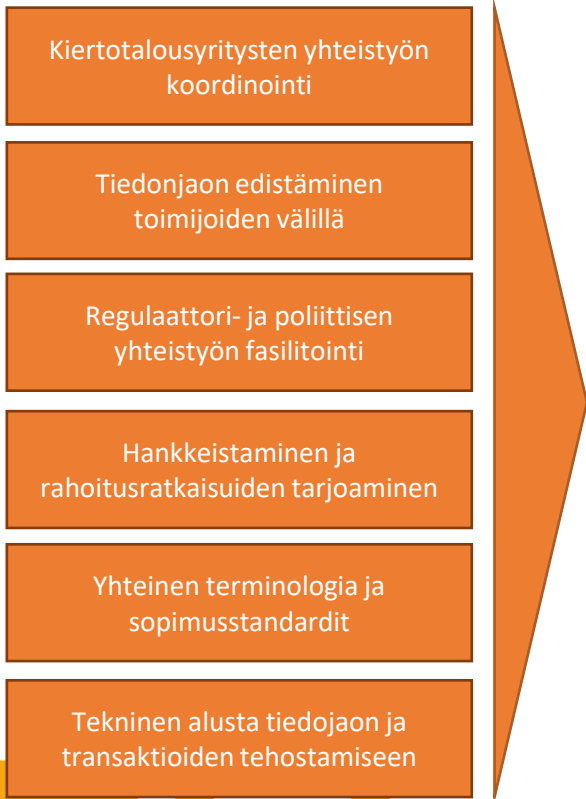 Kiertotalousyritysten yhteistyön
koordinointi
Tiedonjaon edistäminen
toimijoiden välillä
Regulaattori- ja poliittisen
yhteistyön fasilitointi
Hankkeistaminen ja
rahoitusratkaisuiden tarjoaminen
Yhteinen terminologia ja
sopimusstandardit
Tekninen alusta tiedojaon ja
transaktioiden tehostamiseen